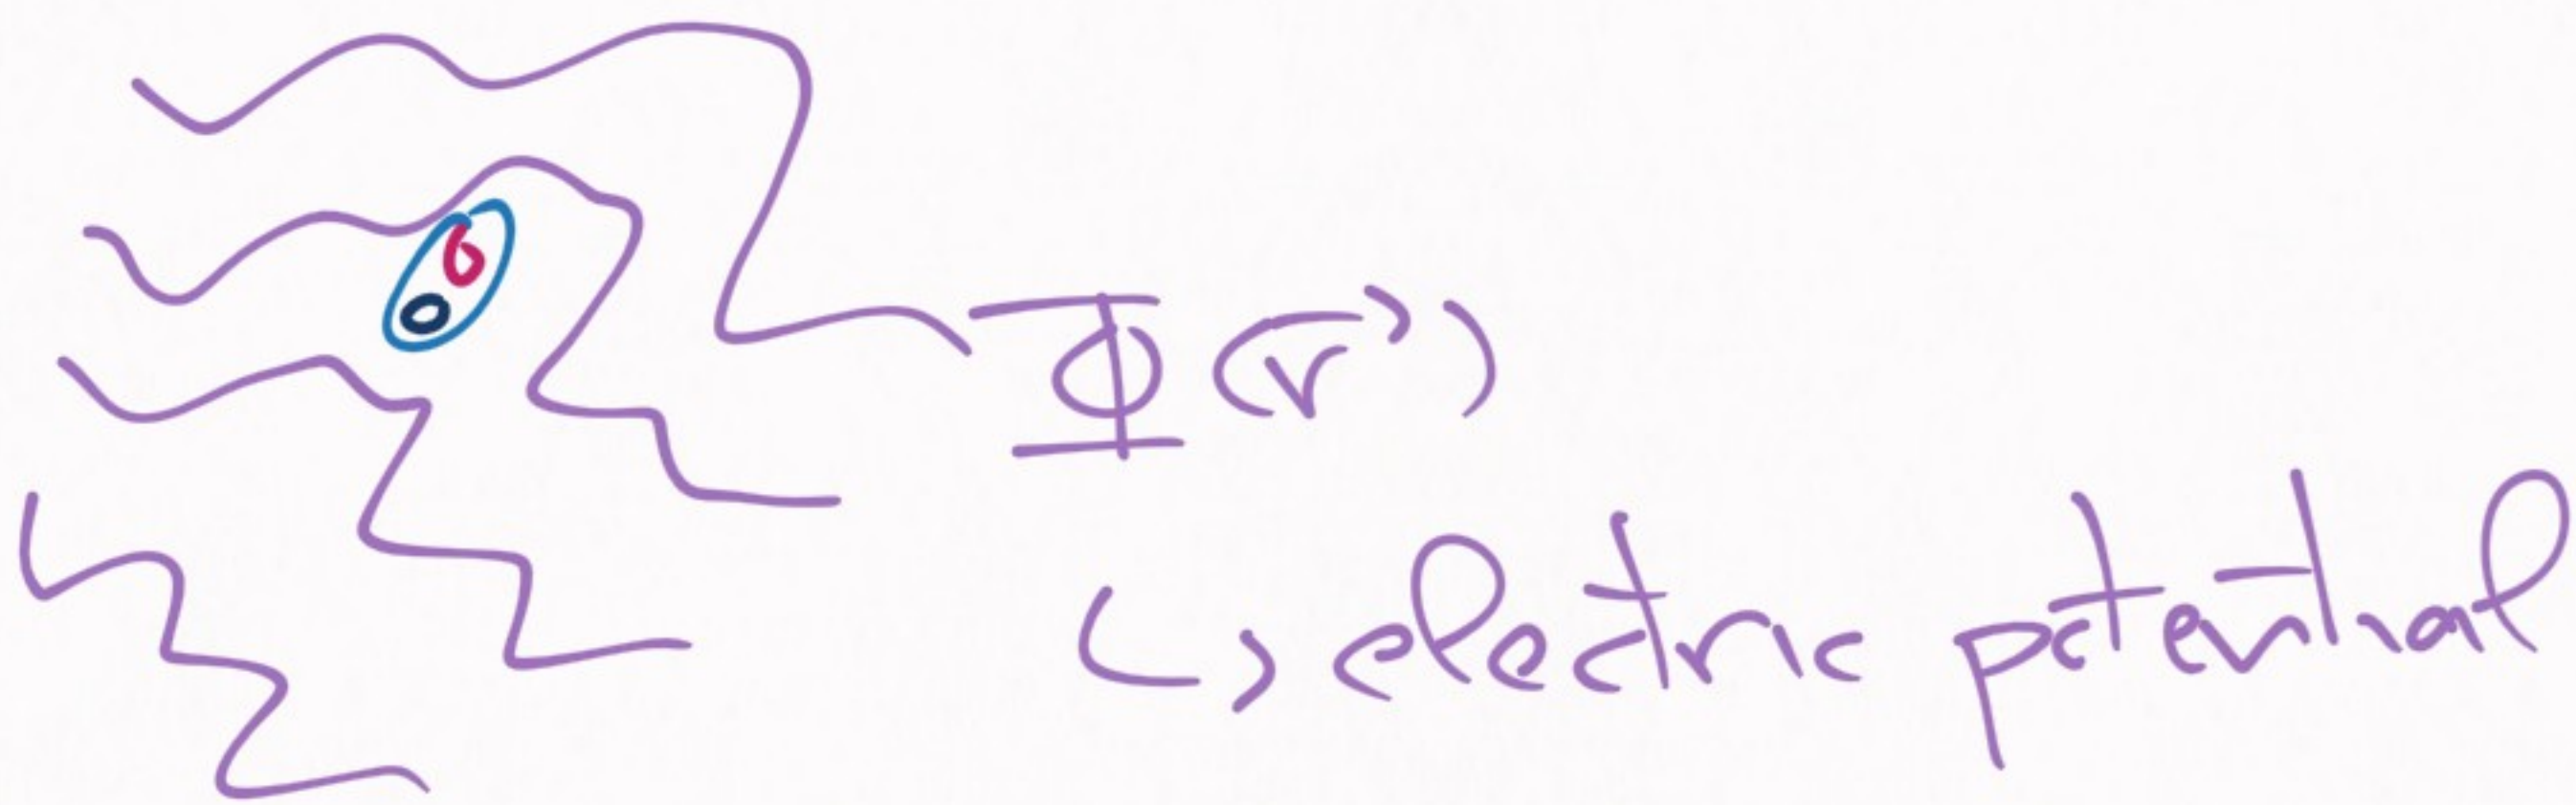 Φ(r⃗)
↳ electric potential